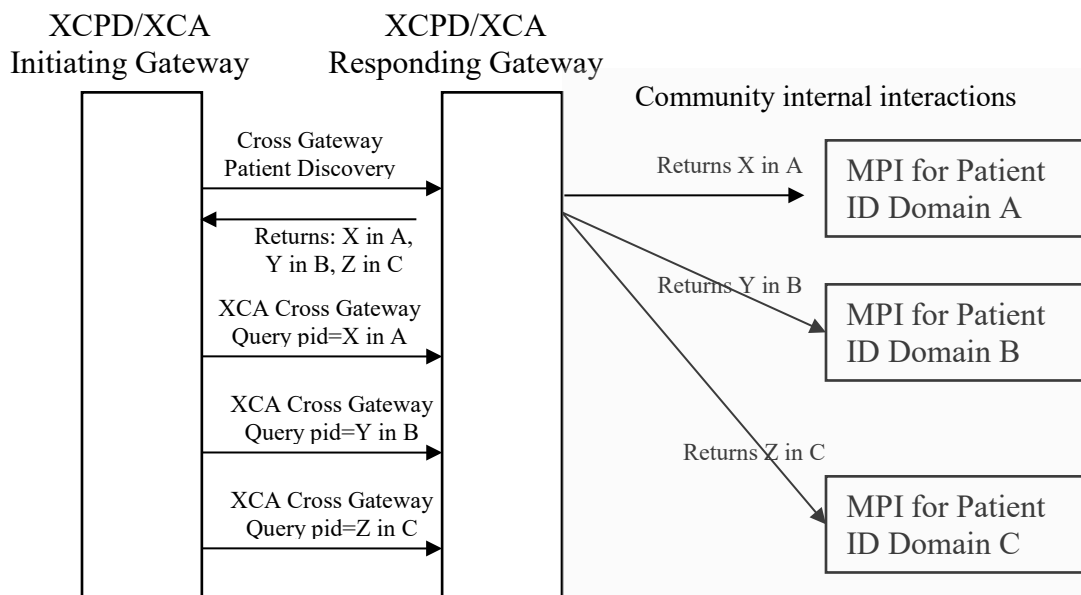 XCPD/XCA
Initiating Gateway
XCPD/XCA
Responding Gateway
Community internal interactions
Cross Gateway
Patient Discovery
Returns: X in A,
Y in B, Z in C
XCA Cross Gateway
Query pid=X in A
XCA Cross Gateway
Query pid=Y in B
XCA Cross Gateway
Query pid=Z in C
Returns X in A
MPI for Patient
ID Domain A
Returns Y in B
MPI for Patient
ID Domain B
Returns Z in C
MPI for Patient
ID Domain C